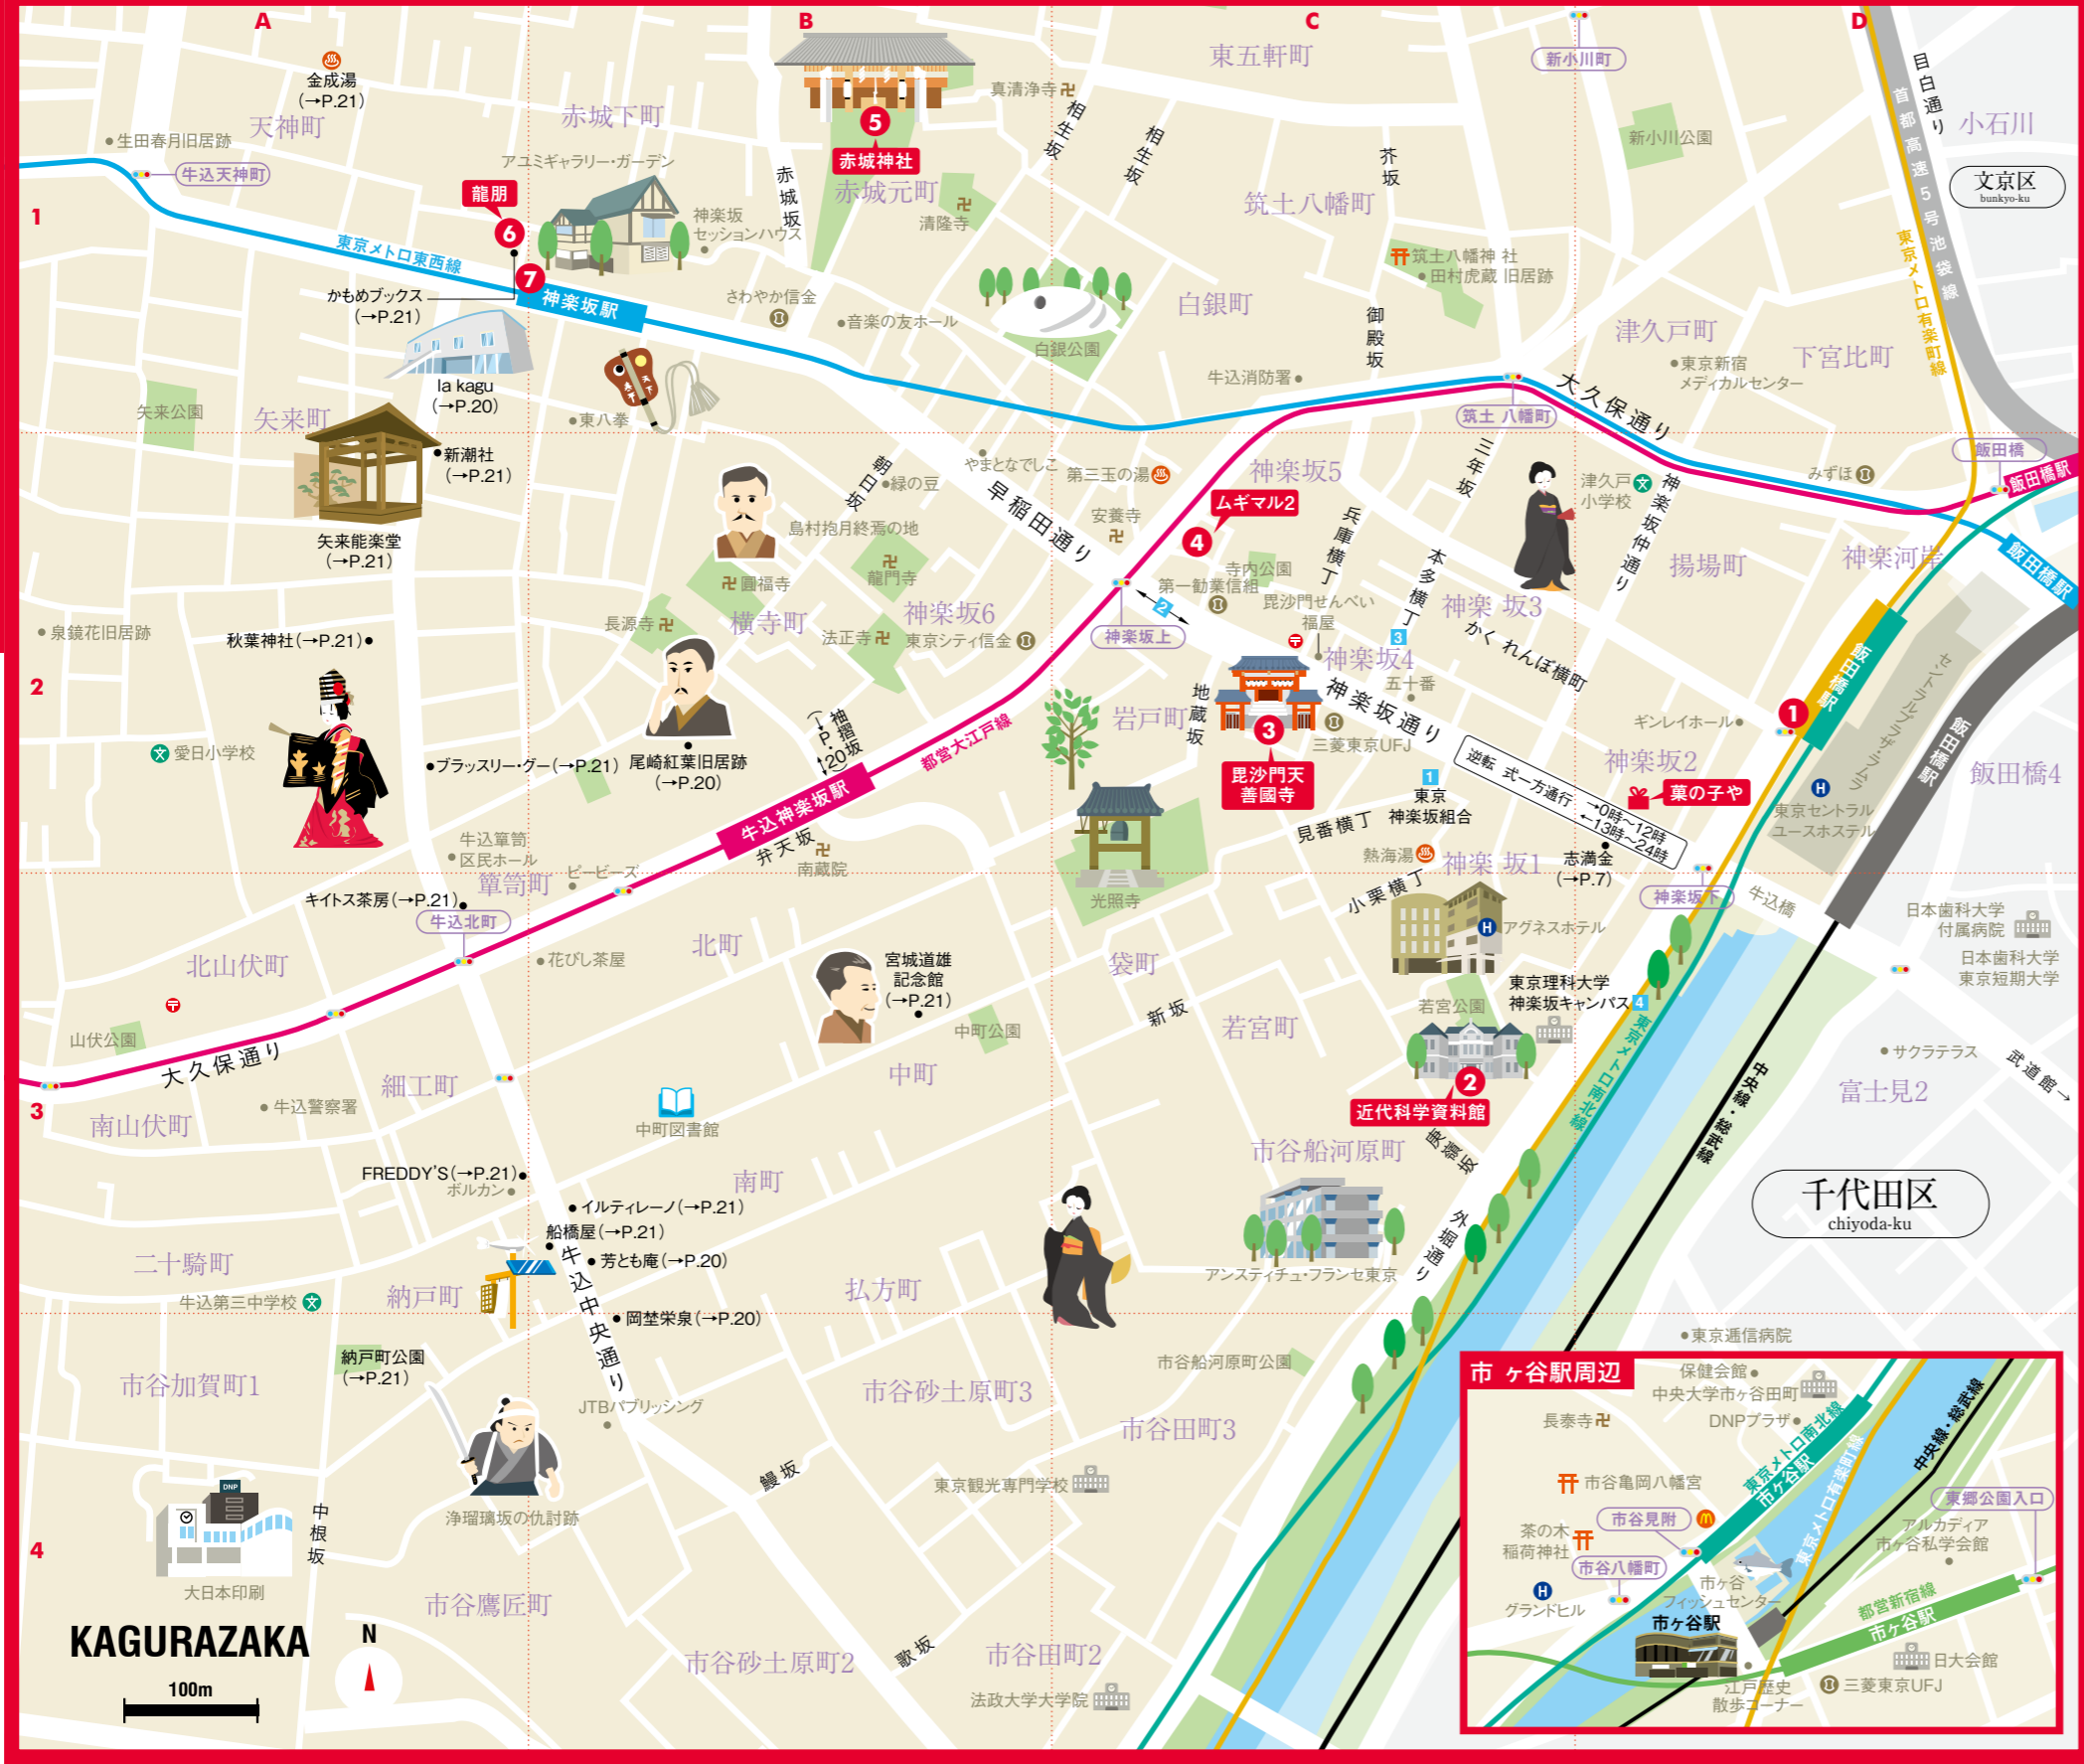 A
B
C
D
1
2
3
4
金成湯
(→P.21)
天神町
生田春月旧居跡
牛込天神町
東京メトロ東西線
赤城下町
アユミギャラリー・ガーデン
龍朋
6
7
神楽坂駅
神楽坂
セッションハウス
赤城坂
5
赤城神社
赤城元町
清隆寺
真清浄寺
相生坂
相生坂
東五軒町
新小川町
新小川公園
芥坂
筑土八幡町
筑土八幡神 社
田村虎蔵 旧居跡
目白通り
首都高速5号池袋線
東京メトロ有楽町線
小石川
文京区
bunkyo-ku
かもめブックス
(→P.21)
la kagu
(→P.20)
さわやか信金
音楽の友ホール
白銀公園
白銀町
御殿坂
牛込消防署
津久戸町
東京新宿
メディカルセンター
下宮比町
筑土 八幡町
大久保通り
矢来公園
矢来町
東八拳
天下
新潮社
(→P.21)
矢来能楽堂
(→P.21)
朝日坂
緑の豆
やまとなでしこ
早稲田通り
第三玉の湯
安養寺
神楽坂5
ムギマル2
4
三年坂
津久戸
小学校
神楽坂仲通り
みずほ
飯田橋
飯田橋駅
飯田橋駅
島村抱月終焉の地
圓福寺
龍門寺
横寺町
長源寺
法正寺
神楽坂6
東京シティ信金
2
神楽坂上
寺内公園
第一勧業信組
兵庫横丁
毘沙門せんべい
福屋
本多横丁
3
神楽 坂3
神楽坂4
かくれんぼ横町
五十番
揚場町
神楽河岸
泉鏡花旧居跡
秋葉神社(→P.21)
愛日小学校
ブラッスリー・グー(→P.21)
尾崎紅葉旧居跡
(→P.20)
袖摺坂
(→P.20)
都営大江戸線
牛込神楽坂駅
弁天坂
南蔵院
岩戸町
地蔵坂
3
毘沙門天
善國寺
三菱東京UFJ
神楽坂通り
1
東京
神楽坂組合
見番横丁
熱海湯
小栗横丁
神楽 坂1
逆転 式一方通行
→0時~12時
←13時~24時
志満金
(→P.7)
ギンレイホール
1
飯田橋駅
神楽坂2
菓の子や
東京セントラル
ユースホステル
セントラルプラザ・ラムラ
飯田橋駅
飯田橋4
神楽坂下
牛込橋
牛込簞笥
区民ホール
簞笥町
ビービーズ
キイトス茶房(→P.21)
牛込北町
北山伏町
花びし茶屋
北町
宮城道雄
記念館
(→P.21)
中町公園
光照寺
袋町
新坂
若宮町
アグネスホテル
若宮公園
東京理科大学
神楽坂キャンパス
4
東京メトロ南北線
2
近代科学資料館
庾嶺坂
日本歯科大学
付属病院
日本歯科大学
東京短期大学
サクラテラス
武道館→
中央線・総武線
富士見2
千代田区
chiyoda-ku
山伏公園
大久保通り
南山伏町
牛込警察署
細工町
中町図書館
中町
FREDDY'S(→P.21)
ボルカン
南町
イルティレーノ(→P.21)
船橋屋(→P.21)
芳とも庵(→P.20)
岡埜栄泉(→P.20)
牛込中央通り
二十騎町
牛込第三中学校
納戸町
払方町
市谷船河原町
アンスティチュ・フランセ東京
外堀通り
市谷加賀町1
納戸町公園
(→P.21)
浄瑠璃坂の仇討跡
JTBパブリッシング
市谷砂土原町3
市谷船河原町公園
市谷田町3
鰻坂
東京観光専門学校
DNP
大日本印刷
中根坂
市谷鷹匠町
市谷砂土原町2
歌坂
市谷田町2
法政大学大学院
KAGURAZAKA
100m
N
東京逓信病院
市 ヶ谷駅周辺
保健会館
中央大学市ヶ谷田町
長泰寺
DNPプラザ
東京メトロ南北線
市ケ谷駅
東京メトロ有楽町線
中央線・総武線
市谷亀岡八幡宮
市谷見附
茶の木
稲荷神社
市谷八幡町
グランドヒル
市ヶ谷
フィッシュセンター
市ヶ谷駅
東郷公園入口
アルカディア
市ヶ谷私学会館
都営新宿線
市ヶ谷駅
日大会館
三菱東京UFJ
江戸歴史
散歩コーナー